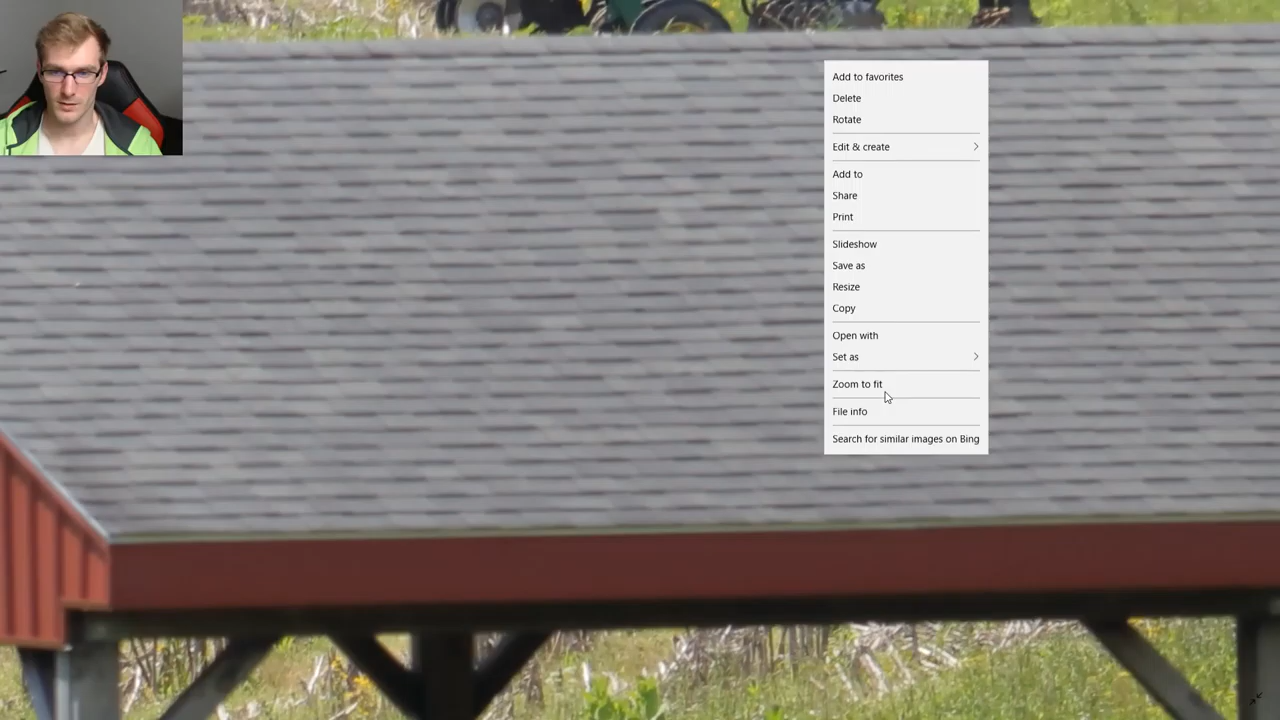 Add to favorites
Delete
Rotate
Edit & create
Add to
Share
Print
Slideshow
Save as
Resize
Copy
Open with
Set as
Zoom to fit
File info
Search for similar images on Bing